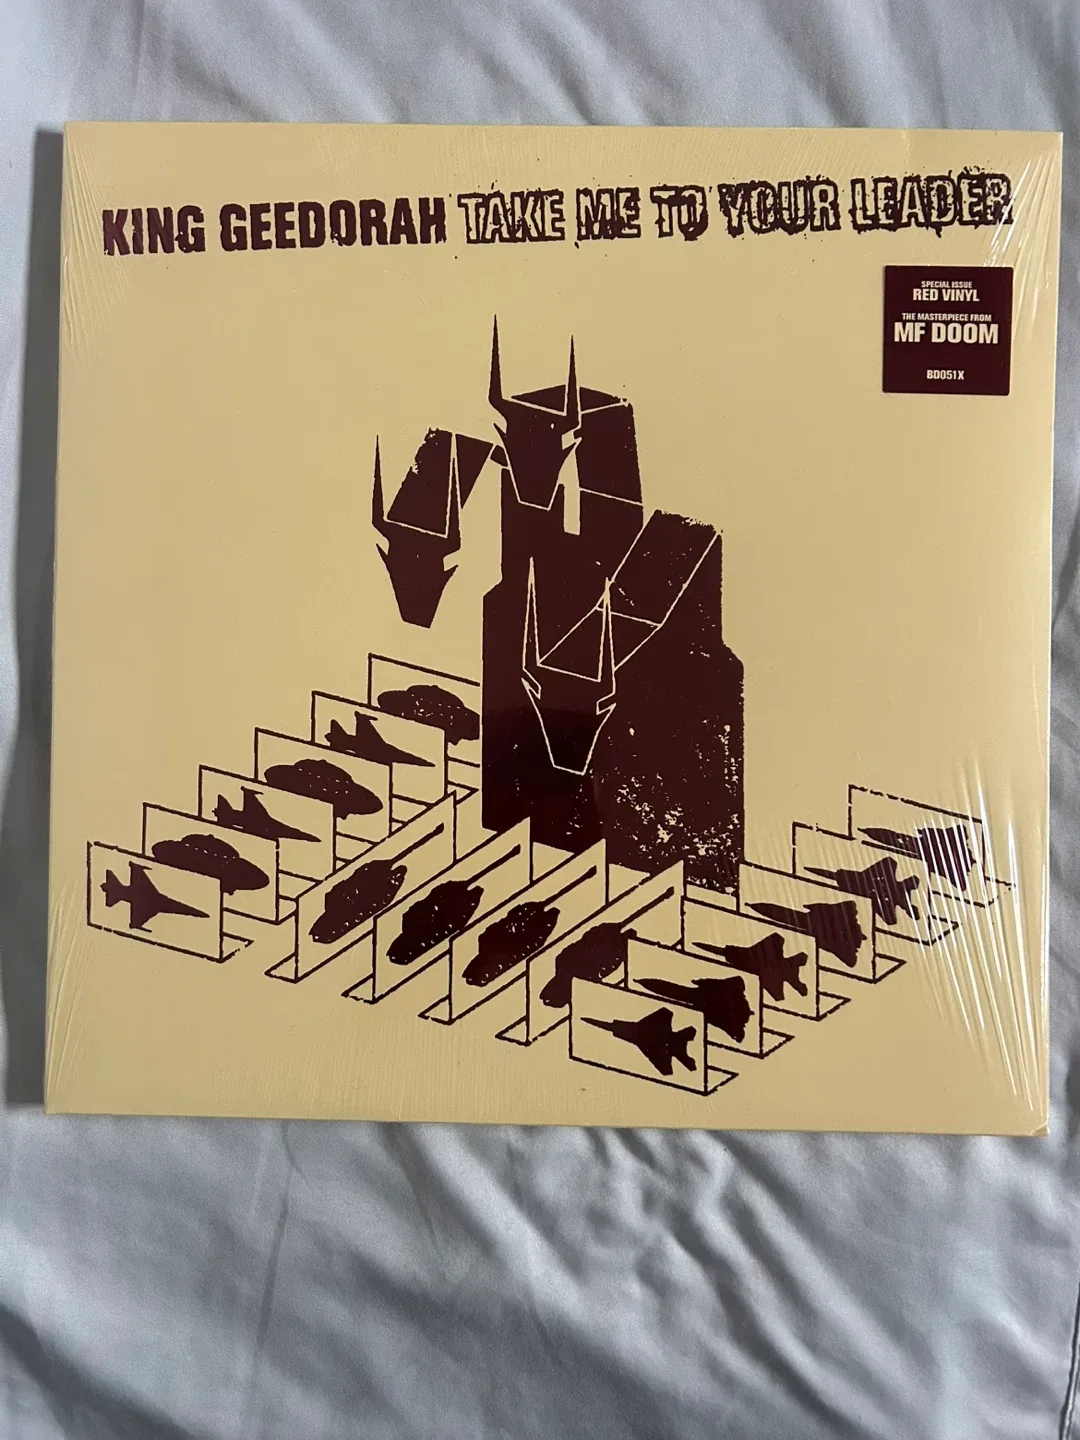 KING GEEDORAH TAKE ME TO YOUR LEADER
SPECIAL ISSUE
RED VINYL
THE MASTERPIECE FROM
MF DOOM
BD051X